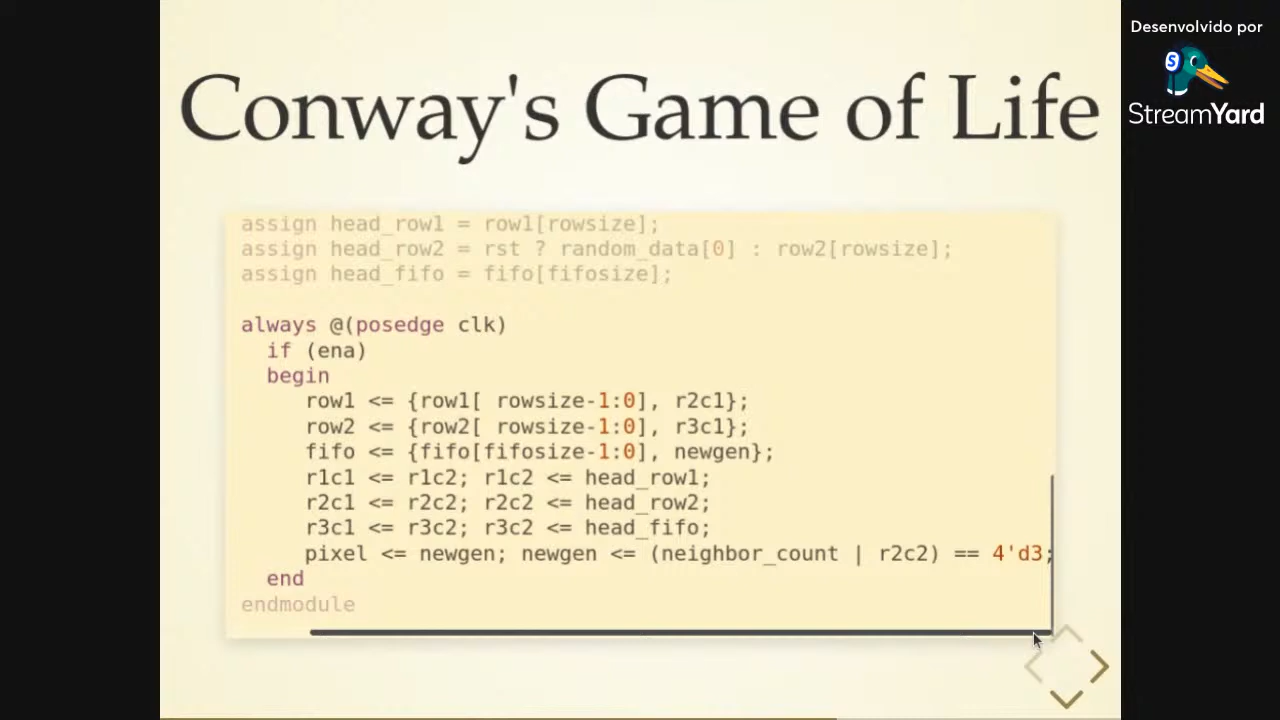 Conway's Game of Life
assign head_row1 = row1[rowsize];
assign head_row2 = rst ? random_data[0] : row2[rowsize];
assign head_fifo = fifo[fifosize];
always @(posedge clk)
if (ena)
begin
row1 <= {row1[ rowsize-1:0], r2c1};
row2 <= {row2[ rowsize-1:0], r3c1};
fifo <= {fifo[fifosize-1:0], newgen};
r1c1 <= r1c2; r1c2 <= head_row1;
r2c1 <= r2c2; r2c2 <= head_row2;
r3c1 <= r3c2; r3c2 <= head_fifo;
pixel <= newgen; newgen <= (neighbor_count | r2c2) == 4'd3;
end
endmodule
Desenvolvido por
S
StreamYard